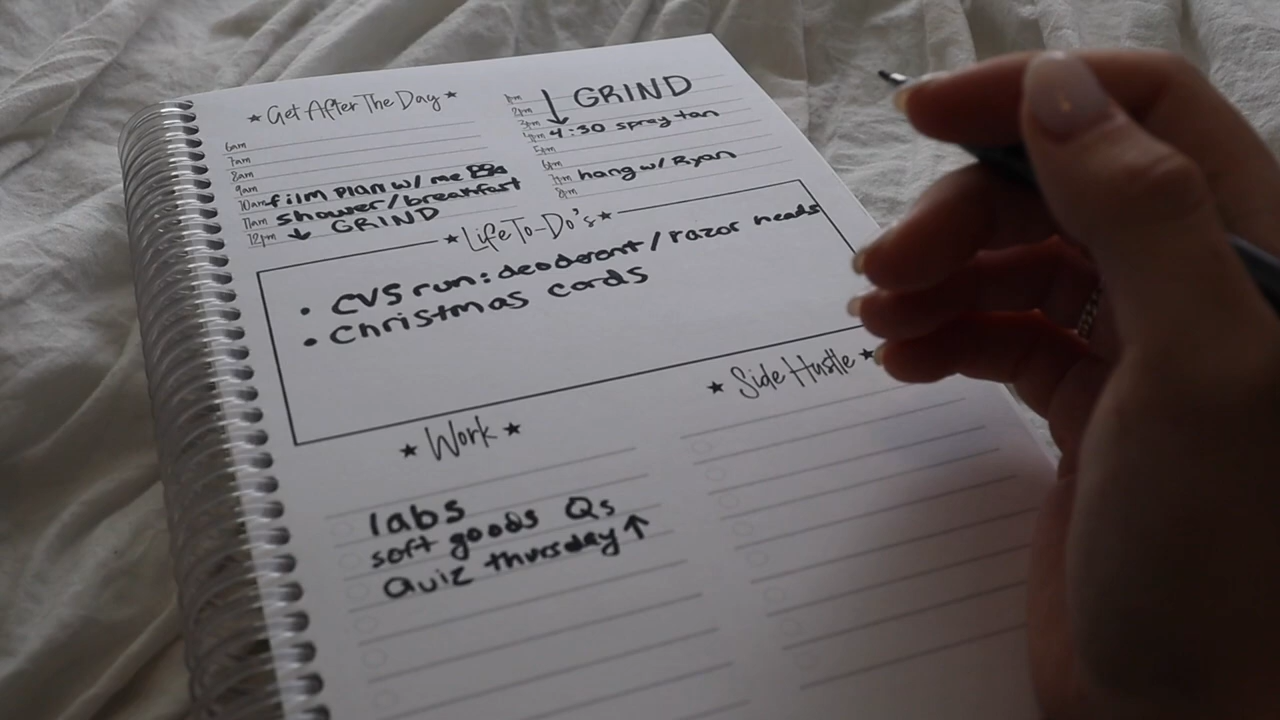 ★ Get After The Day ★
6am
7am
8am
9am
10am film plan w/ me
11am shower/breakfast
12pm ↓ GRIND
1pm ↓ GRIND
2pm
3pm
4pm 4:30 spray tan
5pm
6pm
7pm hang w/ Ryan
8pm
★ Life To-Do's ★
• CVS run: deoderant / razor heads
• Christmas cards
★ Work ★
labs
soft goods Qs
Quiz thursday ↑
★ Side Hustle ★